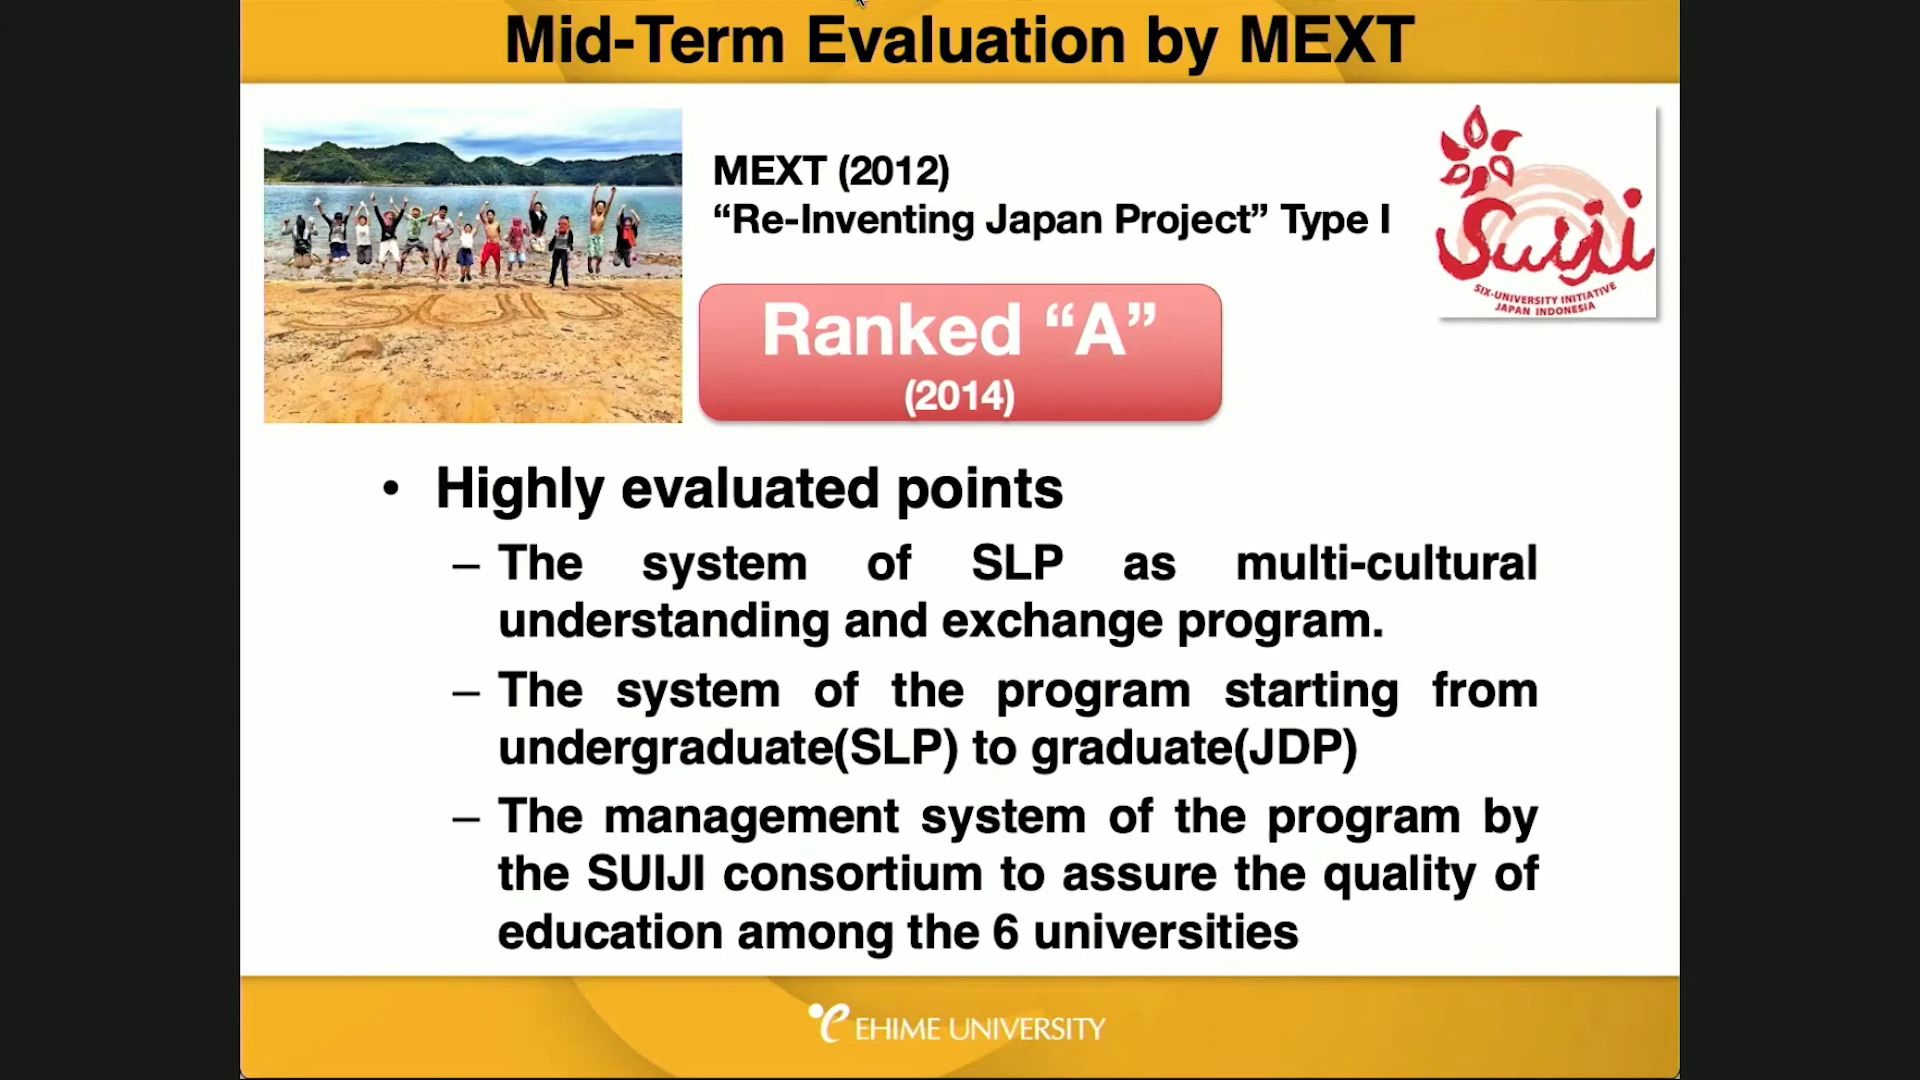 Mid-Term Evaluation by MEXT
MEXT (2012)
“Re-Inventing Japan Project” Type I
Suiji
SIX-UNIVERSITY INITIATIVE
JAPAN INDONESIA
SUIJI
Ranked “A”
(2014)
• Highly evaluated points
– The system of SLP as multi-cultural
understanding and exchange program.
– The system of the program starting from
undergraduate(SLP) to graduate(JDP)
– The management system of the program by
the SUIJI consortium to assure the quality of
education among the 6 universities
EHIME UNIVERSITY